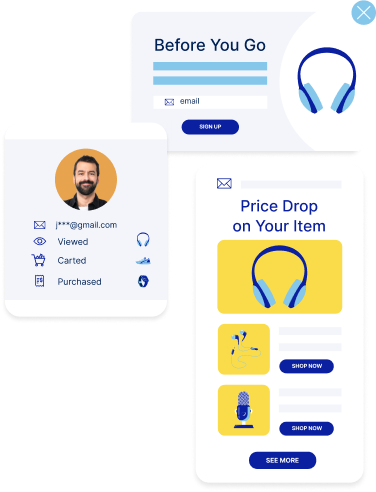 Before You Go
email
SIGN UP
j***@gmail.com
Viewed
Carted
Purchased
Price Drop
on Your Item
SHOP NOW
SHOP NOW
SEE MORE